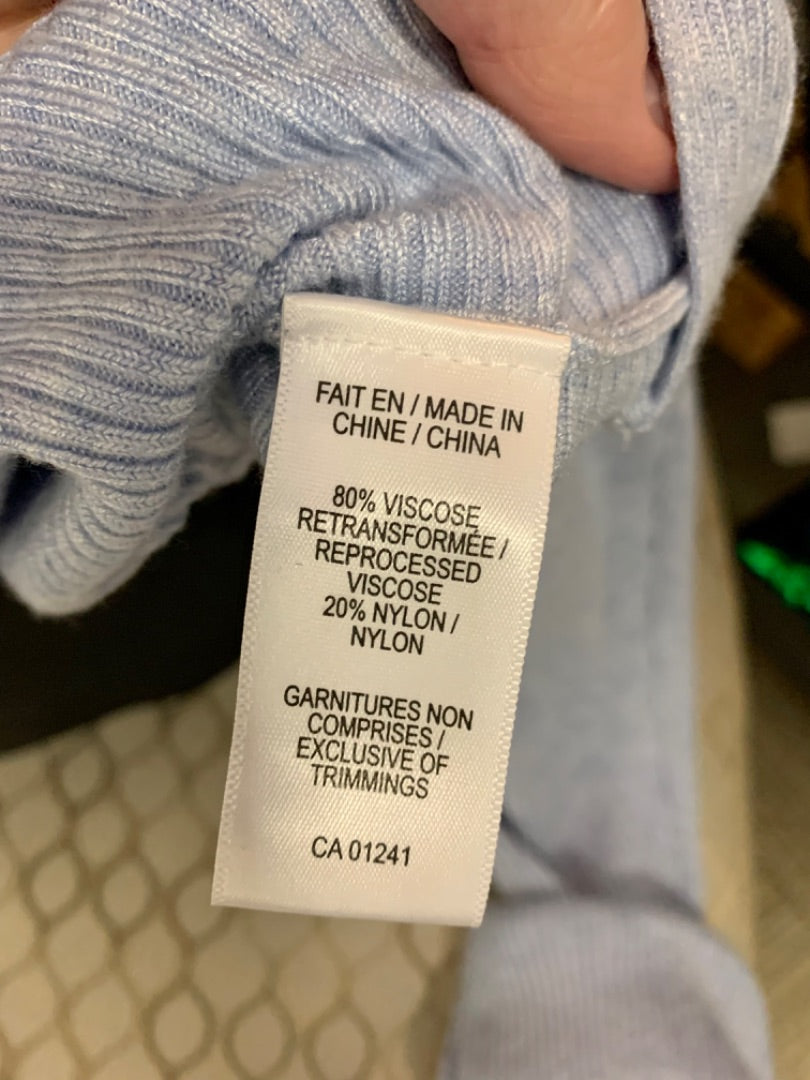 FAIT EN / MADE IN
CHINE / CHINA
80% VISCOSE
RETRANSFORMÉE /
REPROCESSED
VISCOSE
20% NYLON /
NYLON
GARNITURES NON
COMPRISES /
EXCLUSIVE OF
TRIMMINGS
CA 01241